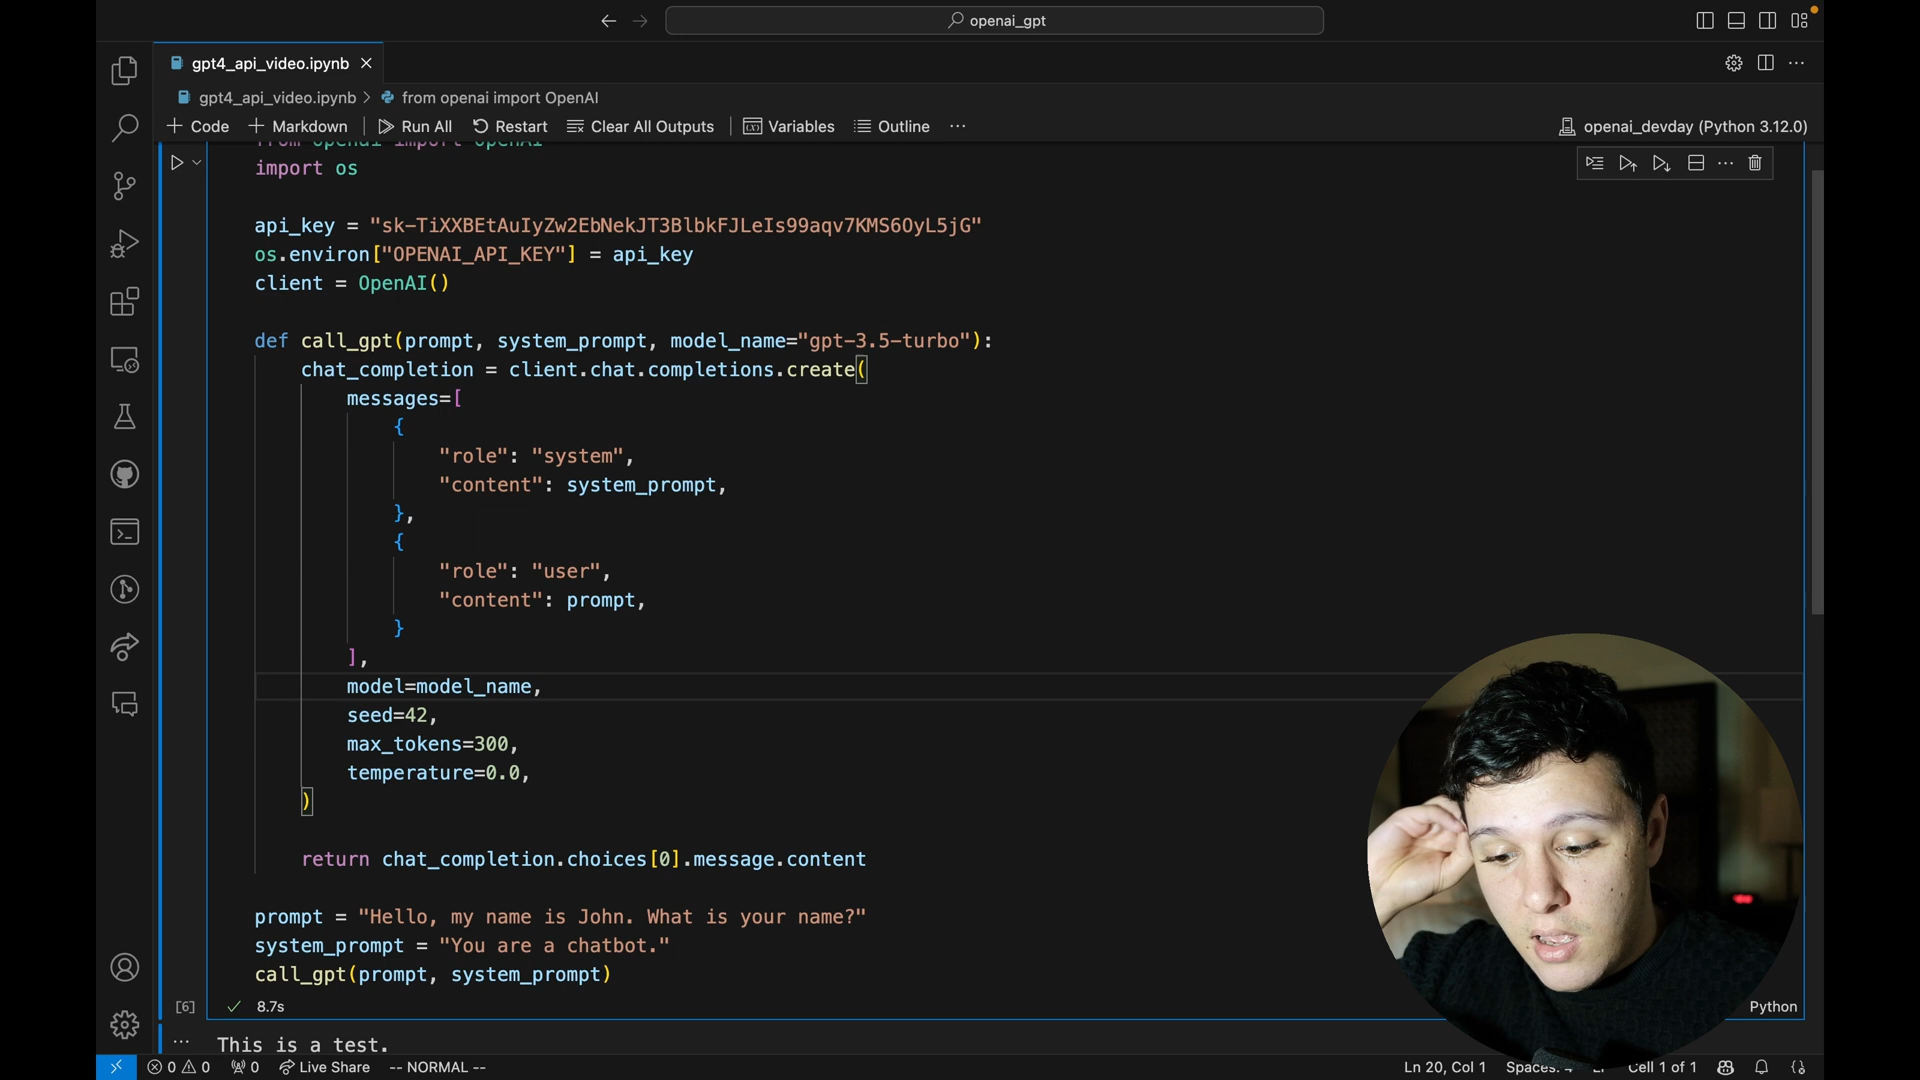 openai_gpt
gpt4_api_video.ipynb
gpt4_api_video.ipynb > from openai import OpenAI
Code Markdown Run All Restart Clear All Outputs Variables Outline ... openai_devday (Python 3.12.0)
from openai import OpenAI
import os
api_key = "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"
os.environ["OPENAI_API_KEY"] = api_key
client = OpenAI()
def call_gpt(prompt, system_prompt, model_name="gpt-3.5-turbo"):
chat_completion = client.chat.completions.create(
messages=[
{
"role": "system",
"content": system_prompt,
},
{
"role": "user",
"content": prompt,
}
],
model=model_name,
seed=42,
max_tokens=300,
temperature=0.0,
)
return chat_completion.choices[0].message.content
prompt = "Hello, my name is John. What is your name?"
system_prompt = "You are a chatbot."
call_gpt(prompt, system_prompt)
[6] 8.7s Python
... This is a test.
0 0 0 Live Share -- NORMAL -- Ln 20, Col 1 Spaces: 4 Cell 1 of 1